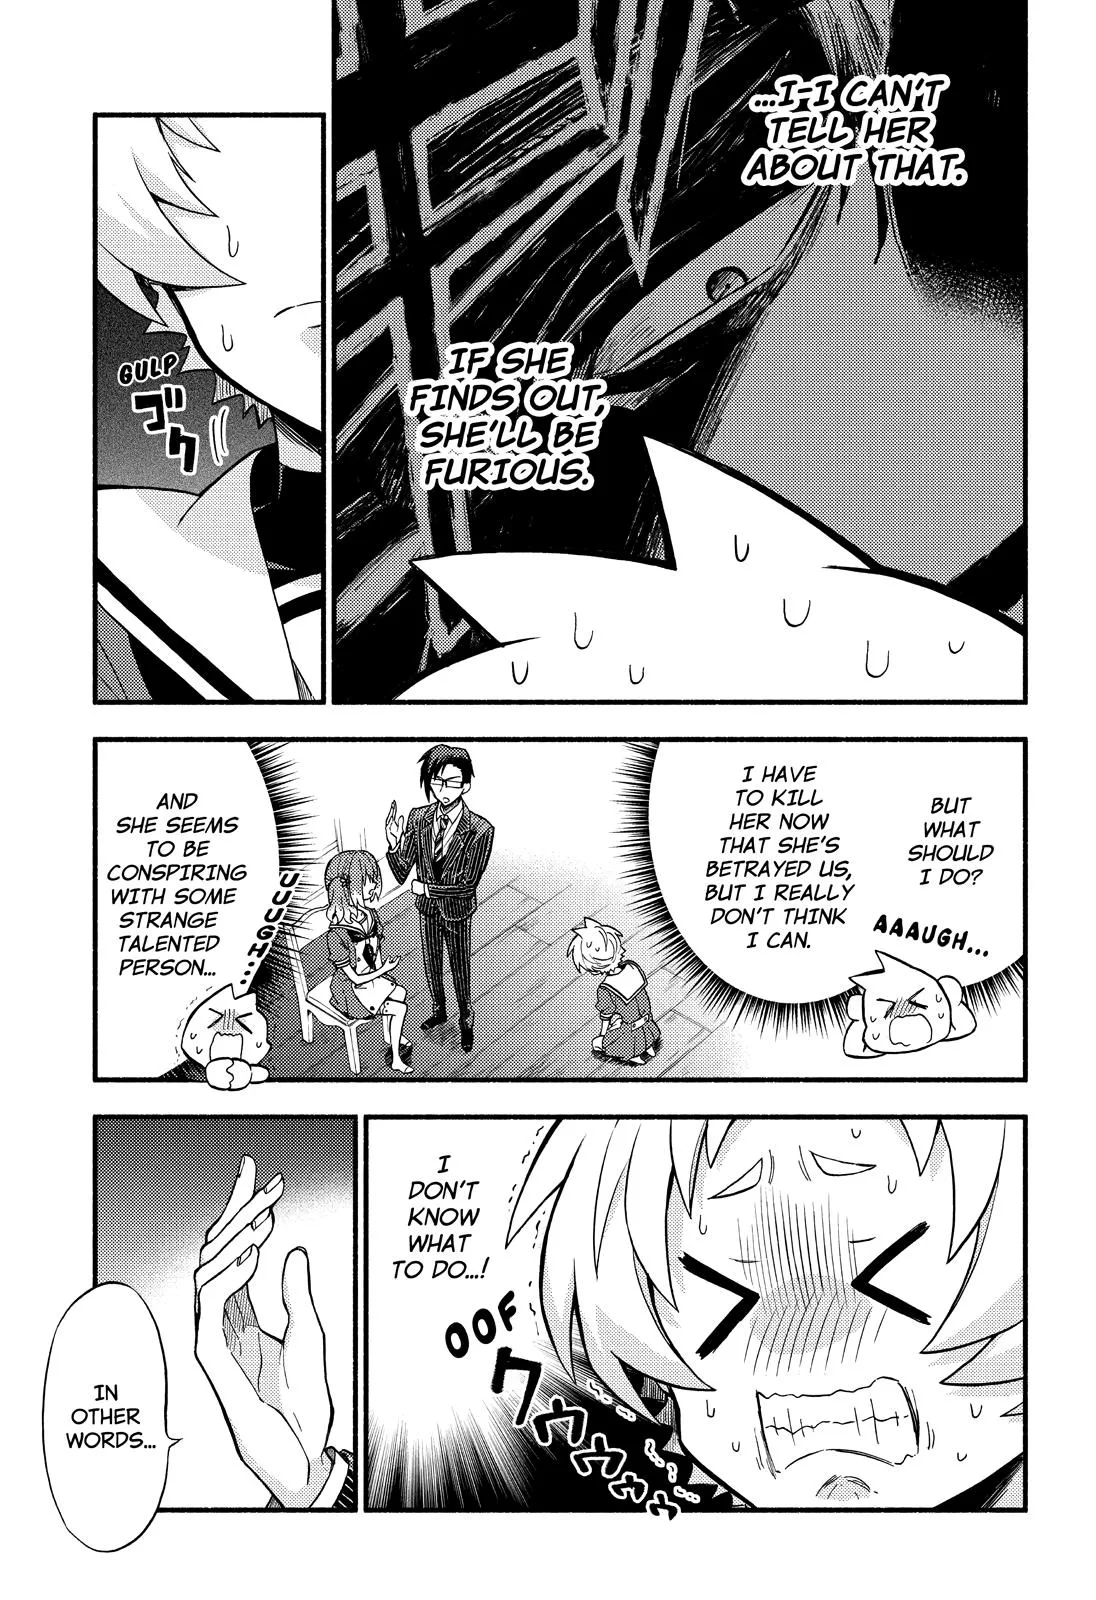 ...I-I CAN'T
TELL HER
ABOUT THAT.
IF SHE
FINDS OUT,
SHE'LL BE
FURIOUS.
GULP
ゴク
BUT
WHAT
SHOULD
I DO?
AAAUGH...
I HAVE
TO KILL
HER NOW
THAT SHE'S
BETRAYED US,
BUT I REALLY
DON'T THINK
I CAN.
AND
SHE SEEMS
TO BE
CONSPIRING
WITH SOME
STRANGE
TALENTED
PERSON...
UUUUGH...
I
DON'T
KNOW
WHAT
TO DO...!
OOF
クウウウゥゥ
IN
OTHER
WORDS...